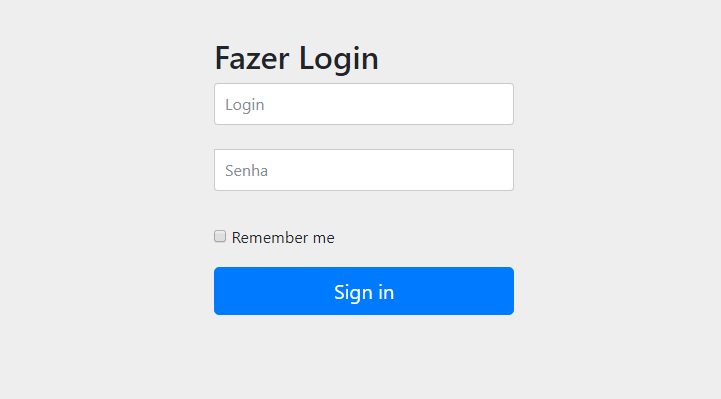 Fazer Login
Login
Senha
Remember me
Sign in